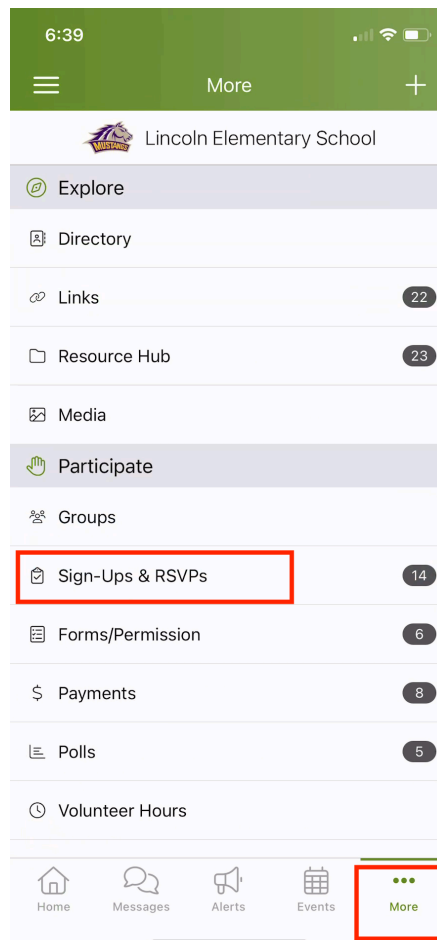 6:39
More
MUSTANGS
Lincoln Elementary School
Explore
Directory
Links 22
Resource Hub 23
Media
Participate
Groups
Sign-Ups & RSVPs 14
Forms/Permission 6
$ Payments 8
Polls 5
Volunteer Hours
Home Messages Alerts Events More